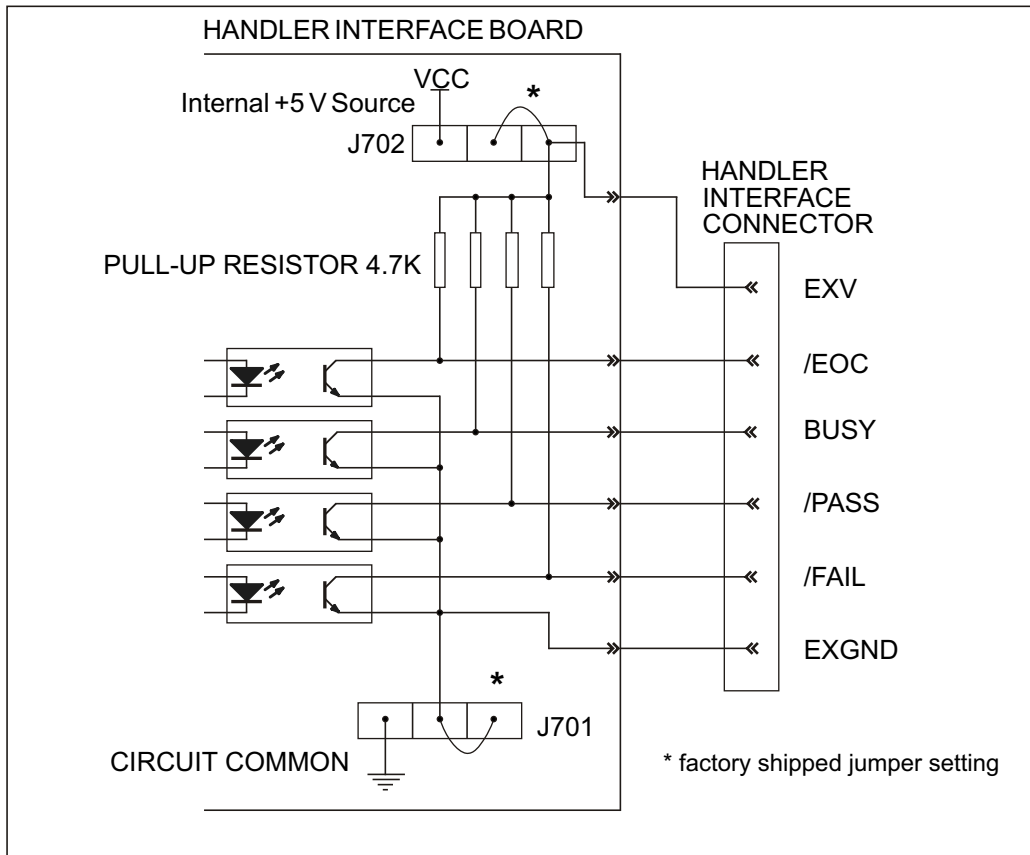 HANDLER INTERFACE BOARD
VCC
*
Internal +5 V Source
J702
HANDLER
INTERFACE
CONNECTOR
PULL-UP RESISTOR 4.7K
EXV
/EOC
BUSY
/PASS
/FAIL
EXGND
*
J701
CIRCUIT COMMON
* factory shipped jumper setting